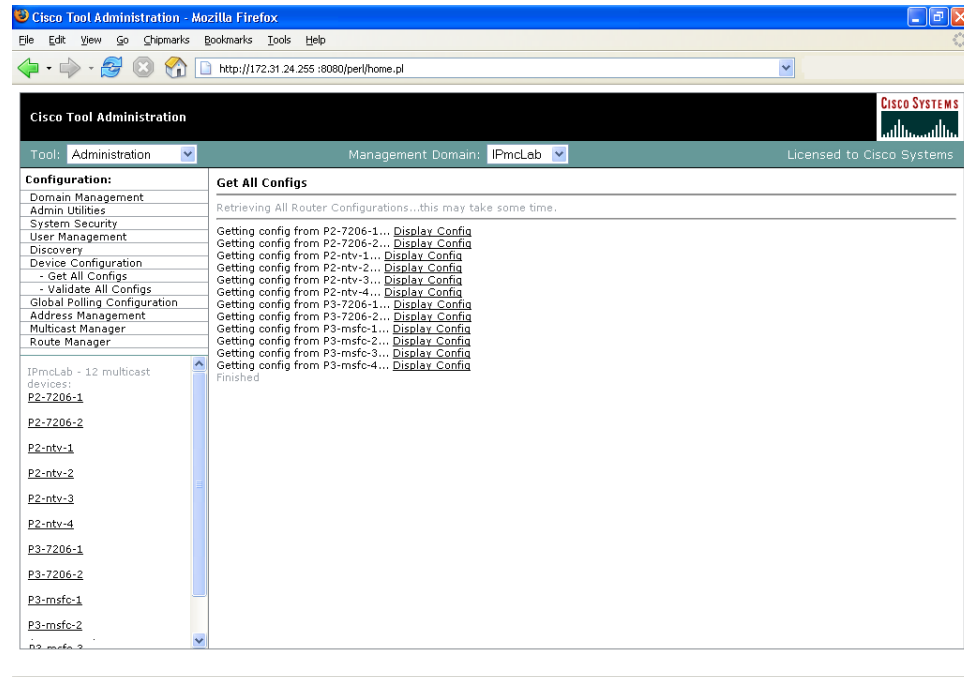 Cisco Tool Administration - Mozilla Firefox
File Edit View Go Chipmarks Bookmarks Tools Help
http://172.31.24.255 :8080/perl/home.pl
Cisco Tool Administration
CISCO SYSTEMS
Tool: Administration Management Domain: IPmcLab Licensed to Cisco Systems
Configuration:
Domain Management
Admin Utilities
System Security
User Management
Discovery
Device Configuration
- Get All Configs
- Validate All Configs
Global Polling Configuration
Address Management
Multicast Manager
Route Manager
IPmcLab - 12 multicast
devices:
P2-7206-1
P2-7206-2
P2-ntv-1
P2-ntv-2
P2-ntv-3
P2-ntv-4
P3-7206-1
P3-7206-2
P3-msfc-1
P3-msfc-2
P3-msfc-3
Get All Configs
Retrieving All Router Configurations...this may take some time.
Getting config from P2-7206-1... Display Config
Getting config from P2-7206-2... Display Config
Getting config from P2-ntv-1... Display Config
Getting config from P2-ntv-2... Display Config
Getting config from P2-ntv-3... Display Config
Getting config from P2-ntv-4... Display Config
Getting config from P3-7206-1... Display Config
Getting config from P3-7206-2... Display Config
Getting config from P3-msfc-1... Display Config
Getting config from P3-msfc-2... Display Config
Getting config from P3-msfc-3... Display Config
Getting config from P3-msfc-4... Display Config
Finished